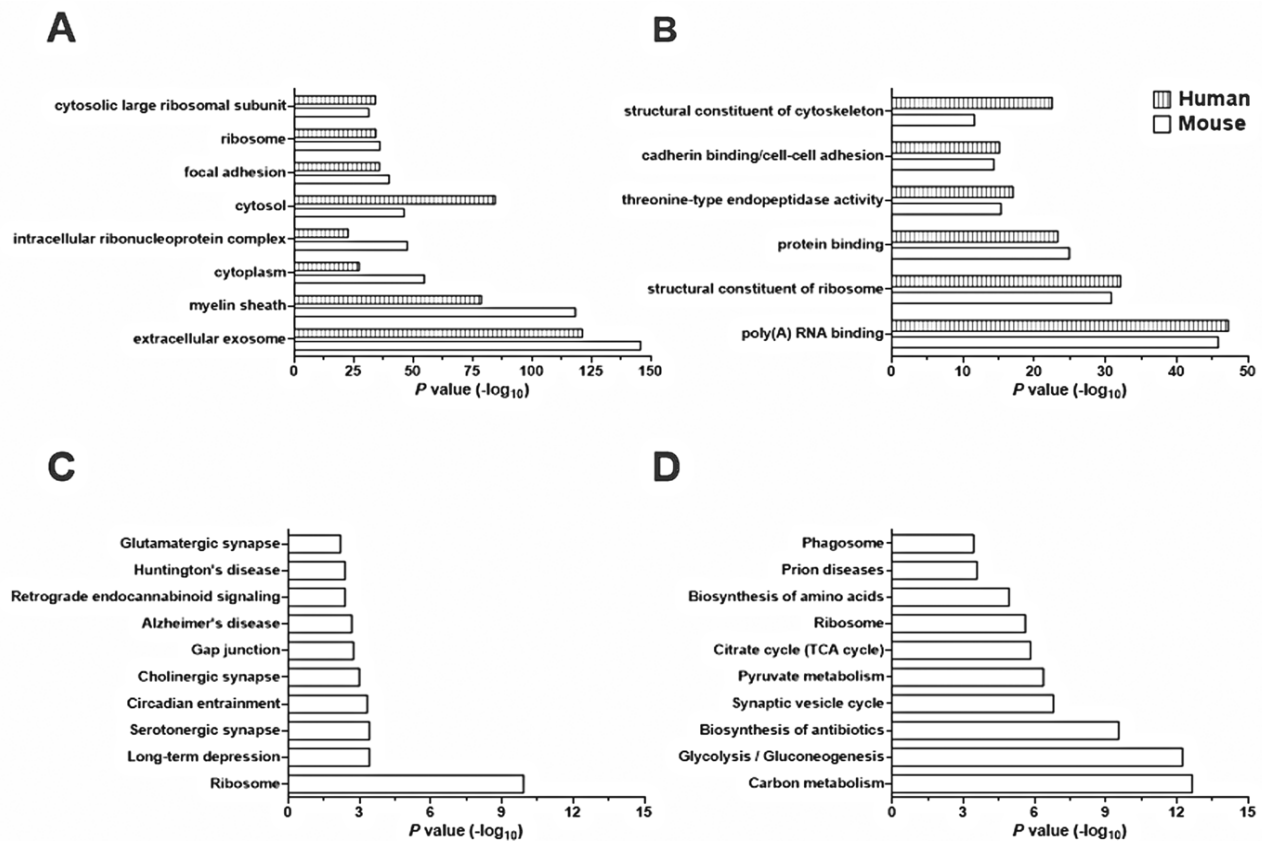 A
cytosolic large ribosomal subunit
ribosome
focal adhesion
cytosol
intracellular ribonucleoprotein complex
cytoplasm
myelin sheath
extracellular exosome
0 25 50 75 100 125 150
P value (-log10)
B
Human
Mouse
structural constituent of cytoskeleton
cadherin binding/cell-cell adhesion
threonine-type endopeptidase activity
protein binding
structural constituent of ribosome
poly(A) RNA binding
0 10 20 30 40 50
P value (-log10)
C
Glutamatergic synapse
Huntington's disease
Retrograde endocannabinoid signaling
Alzheimer's disease
Gap junction
Cholinergic synapse
Circadian entrainment
Serotonergic synapse
Long-term depression
Ribosome
0 3 6 9 12 15
P value (-log10)
D
Phagosome
Prion diseases
Biosynthesis of amino acids
Ribosome
Citrate cycle (TCA cycle)
Pyruvate metabolism
Synaptic vesicle cycle
Biosynthesis of antibiotics
Glycolysis / Gluconeogenesis
Carbon metabolism
0 3 6 9 12 15
P value (-log10)